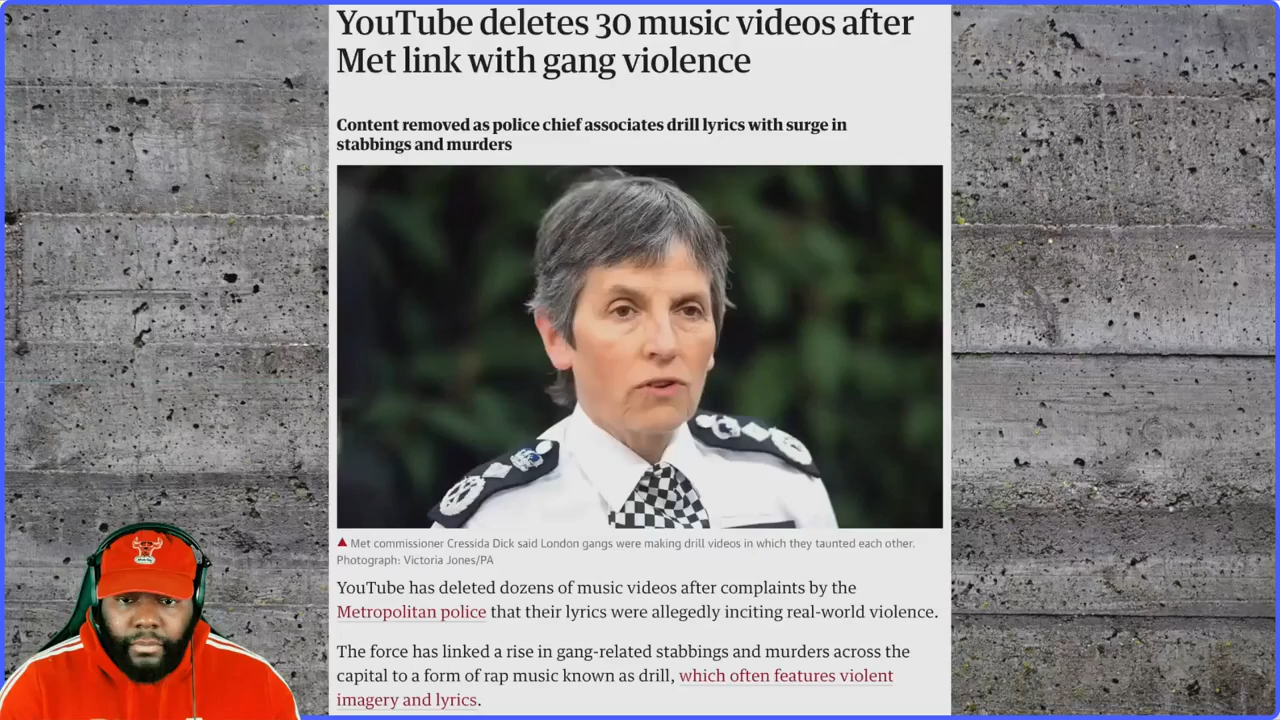 YouTube deletes 30 music videos after
Met link with gang violence
Content removed as police chief associates drill lyrics with surge in
stabbings and murders
▲ Met commissioner Cressida Dick said London gangs were making drill videos in which they taunted each other.
Photograph: Victoria Jones/PA
YouTube has deleted dozens of music videos after complaints by the
Metropolitan police that their lyrics were allegedly inciting real-world violence.
The force has linked a rise in gang-related stabbings and murders across the
capital to a form of rap music known as drill, which often features violent
imagery and lyrics.